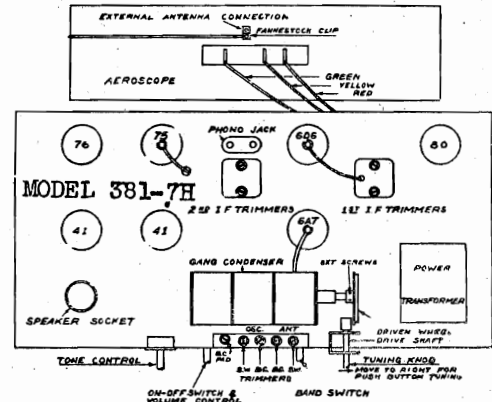 EXTERNAL ANTENNA CONNECTION
FAHNESTOCK CLIP
GREEN
YELLOW
RED
AEROSCOPE
76
75
PHONO JACK
6D6
80
MODEL 381-7H
2ND I F TRIMMERS
1ST I F TRIMMERS
41
41
6A7
GANG CONDENSER
SET SCREWS
POWER
TRANSFORMER
SPEAKER SOCKET
OSC.
ANT
DRIVEN WHEEL
DRIVE SHAFT
TONE CONTROL
B.C.
PAD
S.W.
B.C.
B.C.
S.W.
TRIMMERS
TUNING KNOB
MOVE TO RIGHT FOR
PUSH BUTTON TUNING
ON-OFF SWITCH &
VOLUME CONTROL
BAND SWITCH